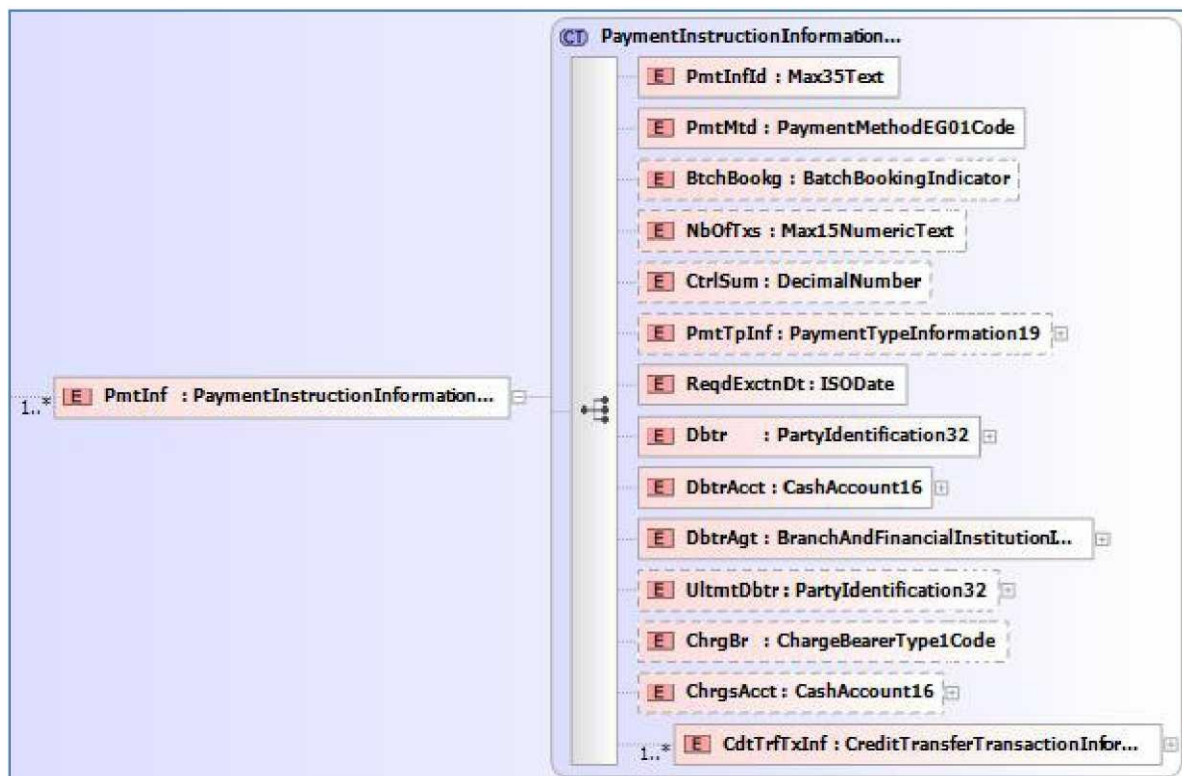 CT PaymentInstructionInformation...
E PmtInfId : Max35Text
E PmtMtd : PaymentMethodEG01Code
E BtchBookg : BatchBookingIndicator
E NbOfTxs : Max15NumericText
E CtrlSum : DecimalNumber
E PmtTpInf : PaymentTypeInformation19
E ReqdExctnDt : ISODate
1..* E PmtInf : PaymentInstructionInformation...
E Dbtr : PartyIdentification32
E DbtrAcct : CashAccount16
E DbtrAgt : BranchAndFinancialInstitutionI...
E UltmtDbtr : PartyIdentification32
E ChrgBr : ChargeBearerType1Code
E ChrgsAcct : CashAccount16
1..* E CdtTrfTxInf : CreditTransferTransactionInfor...